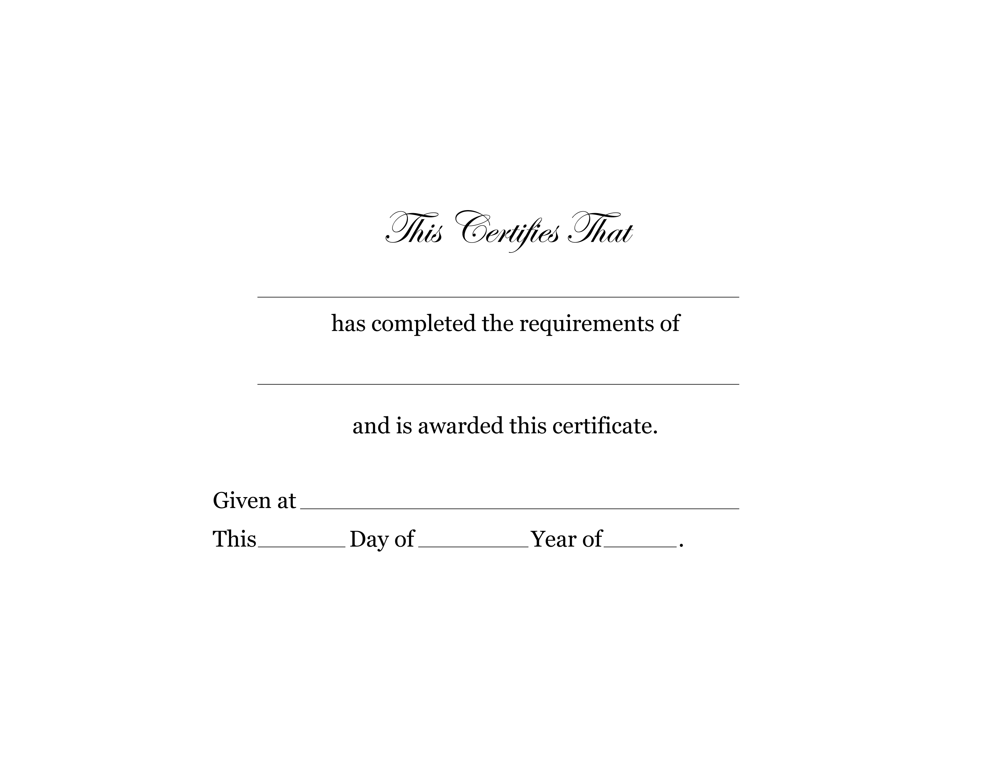 This Certifies That
has completed the requirements of
and is awarded this certificate.
Given at
This Day of Year of .